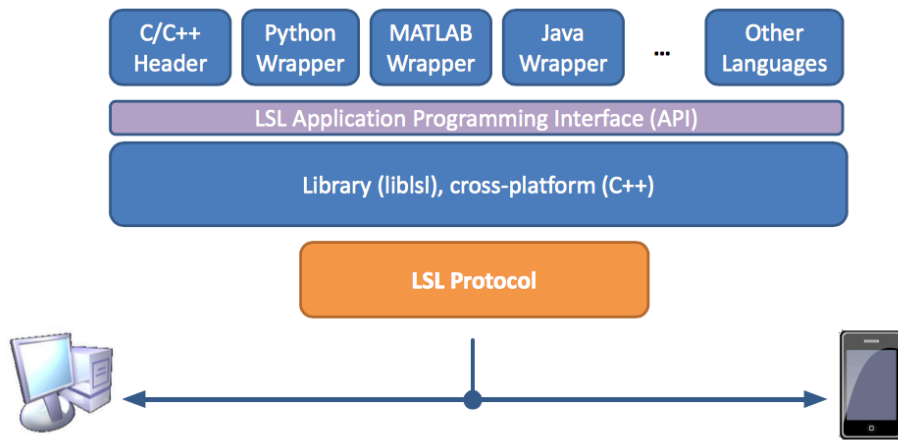 C/C++
Header
Python
Wrapper
MATLAB
Wrapper
Java
Wrapper
...
Other
Languages
LSL Application Programming Interface (API)
Library (liblsl), cross-platform (C++)
LSL Protocol